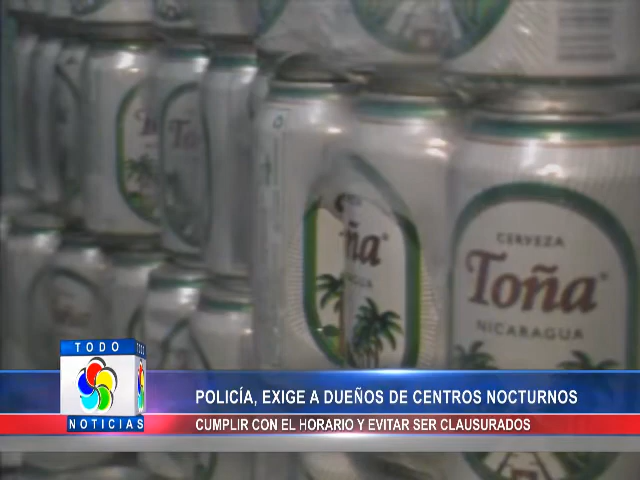 CERVEZA
Toña
NICARAGUA
Toña
TODO
NOTICIAS
POLICÍA, EXIGE A DUEÑOS DE CENTROS NOCTURNOS
CUMPLIR CON EL HORARIO Y EVITAR SER CLAUSURADOS